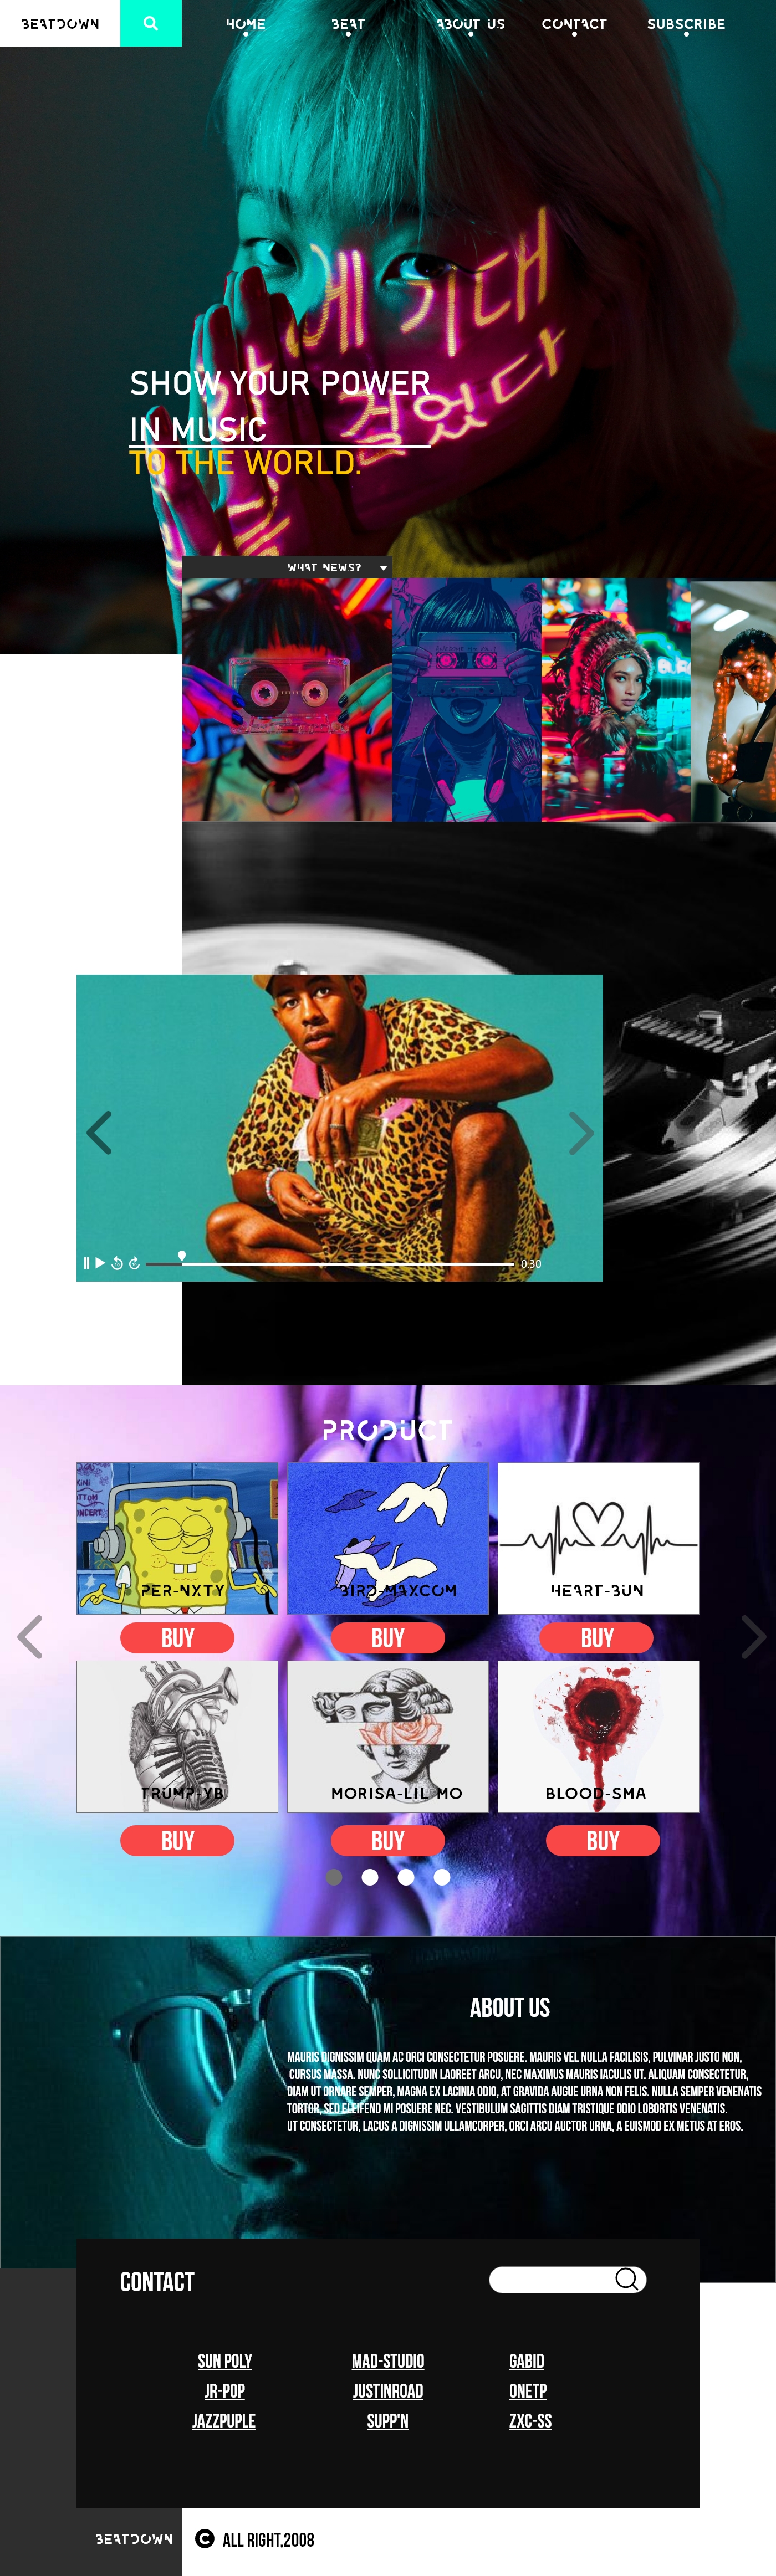 BEATDOWN
HOME BEAT ABOUT US CONTACT SUBSCRIBE
에 기대
걸었다
SHOW YOUR POWER
IN MUSIC
TO THE WORLD.
WHAT NEWS?
0:30
PRODUCT
PER-NXTY BIRD-MAXCOM HEART-BUN
BUY BUY BUY
TRUMP-YB MORISA-LIL MO BLOOD-SMA
BUY BUY BUY
ABOUT US
MAURIS DIGNISSIM QUAM AC ORCI CONSECTETUR POSUERE. MAURIS VEL NULLA FACILISIS, PULVINAR JUSTO NON,
CURSUS MASSA. NUNC SOLLICITUDIN LAOREET ARCU, NEC MAXIMUS MAURIS IACULIS UT. ALIQUAM CONSECTETUR,
DIAM UT ORNARE SEMPER, MAGNA EX LACINIA ODIO, AT GRAVIDA AUGUE URNA NON FELIS. NULLA SEMPER VENENATIS
TORTOR, SED ELEIFEND MI POSUERE NEC. VESTIBULUM SAGITTIS DIAM TRISTIQUE ODIO LOBORTIS VENENATIS.
UT CONSECTETUR, LACUS A DIGNISSIM ULLAMCORPER, ORCI ARCU AUCTOR URNA, A EUISMOD EX METUS AT EROS.
CONTACT
SUN POLY MAD-STUDIO GABID
JR-POP JUSTINROAD ONETP
JAZZPUPLE SUPP'N ZXC-SS
BEATDOWN
© ALL RIGHT,2008